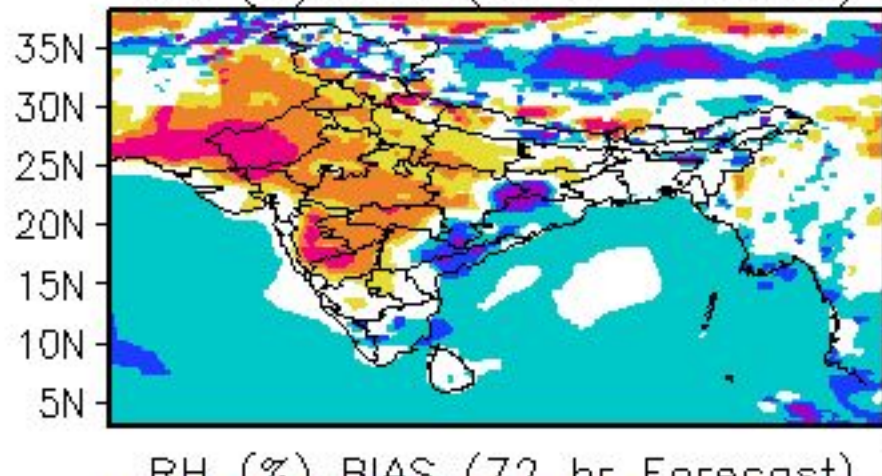 35N
30N
25N
20N
15N
10N
5N
RH (%) BIAS (72 hr Forecast)